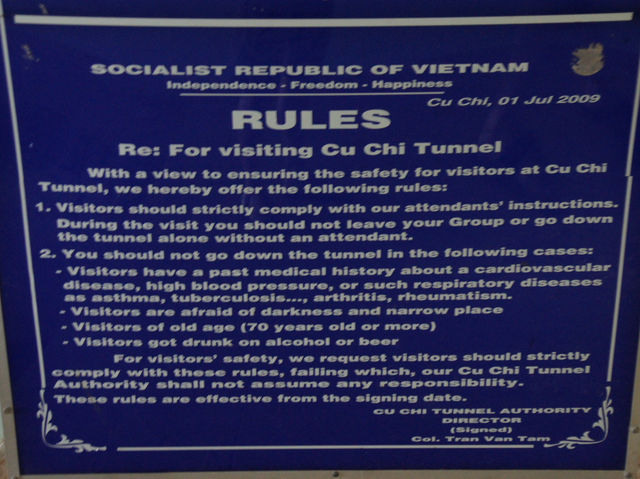 SOCIALIST REPUBLIC OF VIETNAM
Independence - Freedom - Happiness
Cu Chi, 01 Jul 2009
RULES
Re: For visiting Cu Chi Tunnel
With a view to ensuring the safety for visitors at Cu Chi
Tunnel, we hereby offer the following rules:
1. Visitors should strictly comply with our attendants' instructions.
During the visit you should not leave your Group or go down
the tunnel alone without an attendant.
2. You should not go down the tunnel in the following cases:
- Visitors have a past medical history about a cardiovascular
disease, high blood pressure, or such respiratory diseases
as asthma, tuberculosis..., arthritis, rheumatism.
- Visitors are afraid of darkness and narrow place
- Visitors of old age (70 years old or more)
- Visitors got drunk on alcohol or beer
For visitors' safety, we request visitors should strictly
comply with these rules, failing which, our Cu Chi Tunnel
Authority shall not assume any responsibility.
These rules are effective from the signing date.
CU CHI TUNNEL AUTHORITY
DIRECTOR
(Signed)
Col. Tran Van Tam